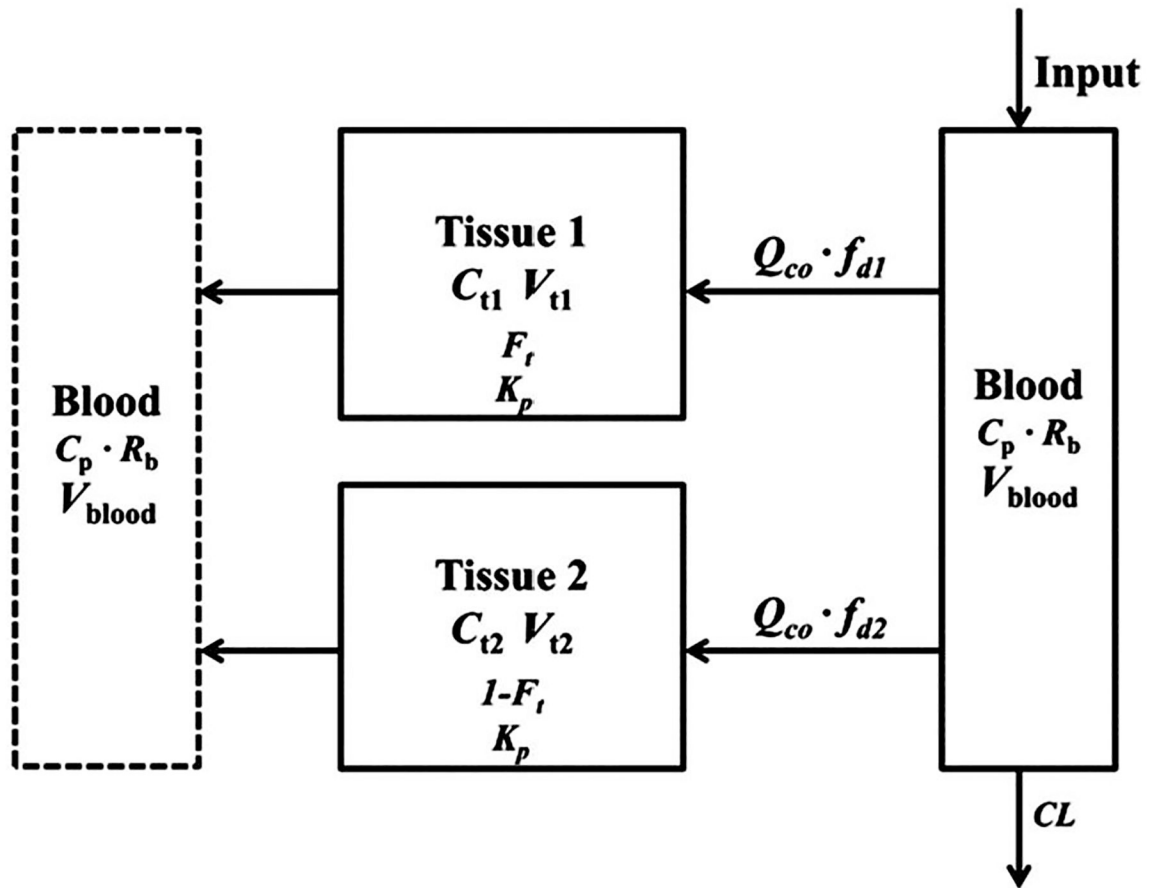 Input
Blood
Cp · Rb
Vblood
Tissue 1
Ct1 Vt1
Ft
Kp
Qco · fd1
Blood
Cp · Rb
Vblood
Tissue 2
Ct2 Vt2
1-Ft
Kp
Qco · fd2
CL